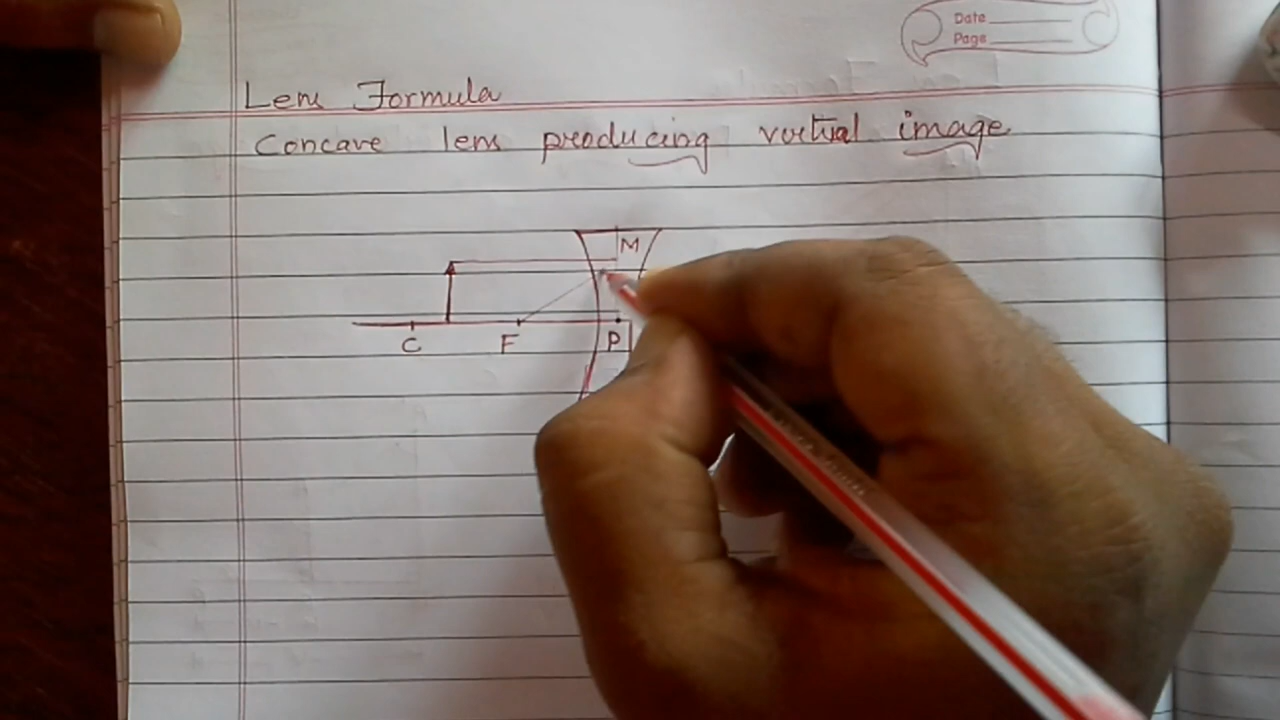 Date
Page
Lens Formula
Concave lens producing virtual image
M
C F P